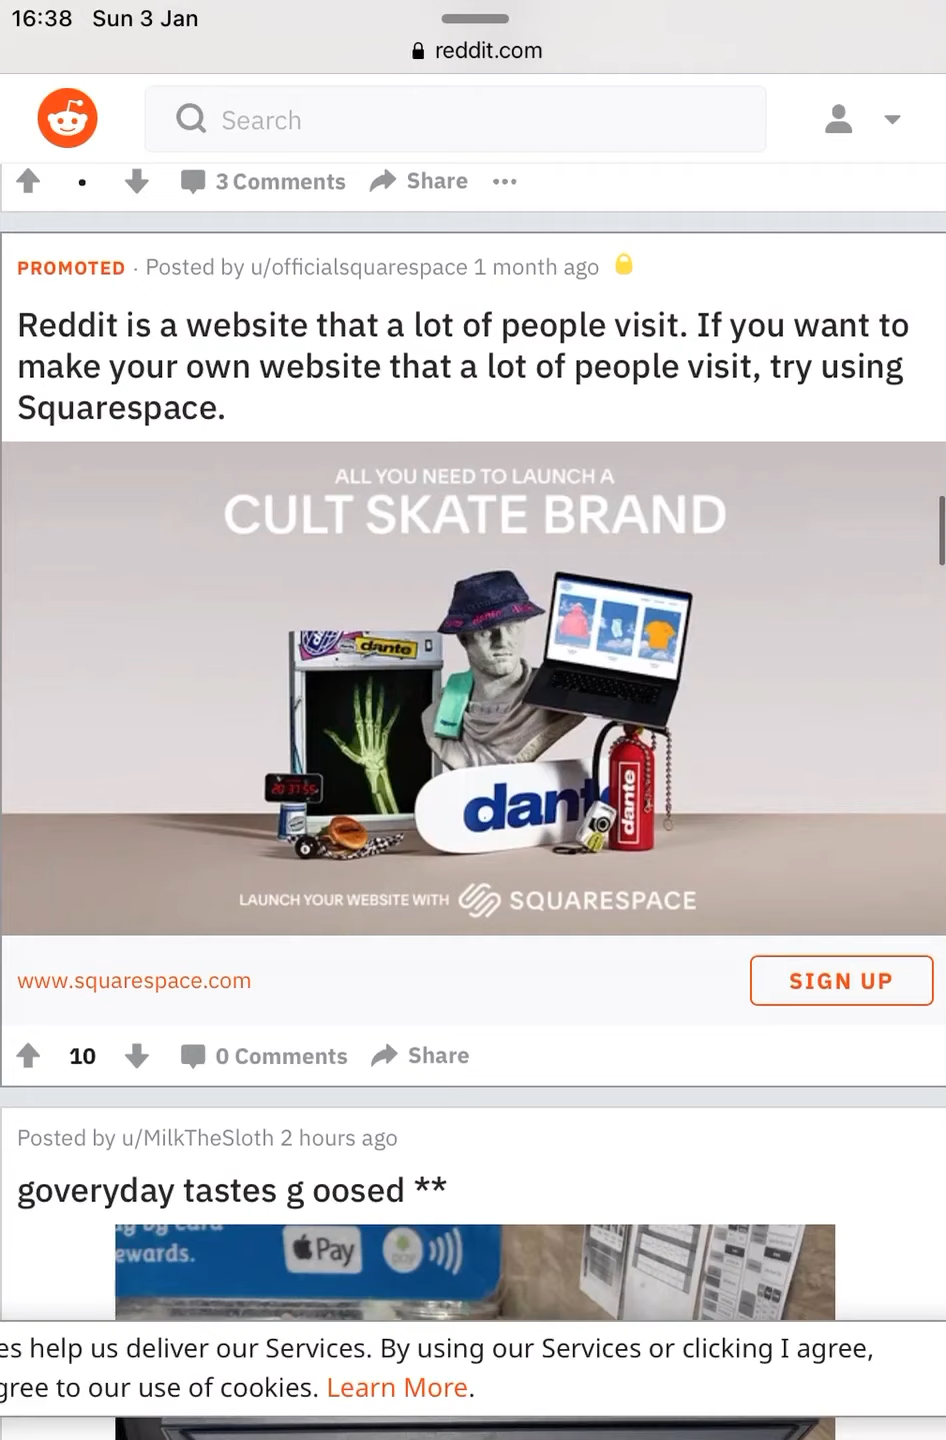 16:38 Sun 3 Jan
reddit.com
Search
3 Comments Share
PROMOTED · Posted by u/officialsquarespace 1 month ago
Reddit is a website that a lot of people visit. If you want to
make your own website that a lot of people visit, try using
Squarespace.
ALL YOU NEED TO LAUNCH A
CULT SKATE BRAND
dante
20 37 55
dant
dante
LAUNCH YOUR WEBSITE WITH SQUARESPACE
www.squarespace.com SIGN UP
10 0 Comments Share
Posted by u/MilkTheSloth 2 hours ago
goveryday tastes g oosed **
ewards.
Pay
es help us deliver our Services. By using our Services or clicking I agree,
gree to our use of cookies. Learn More.